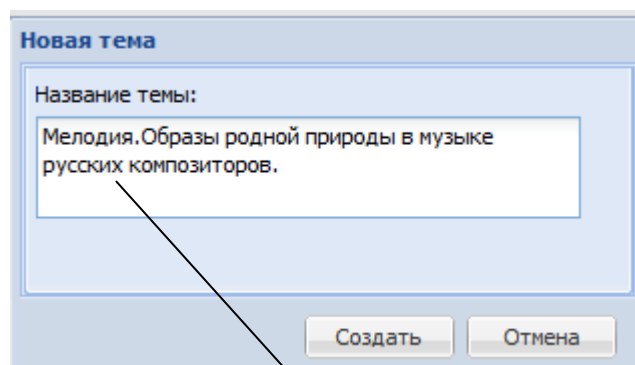 Новая тема
Название темы:
Мелодия.Образы родной природы в музыке
русских композиторов.
Создать Отмена